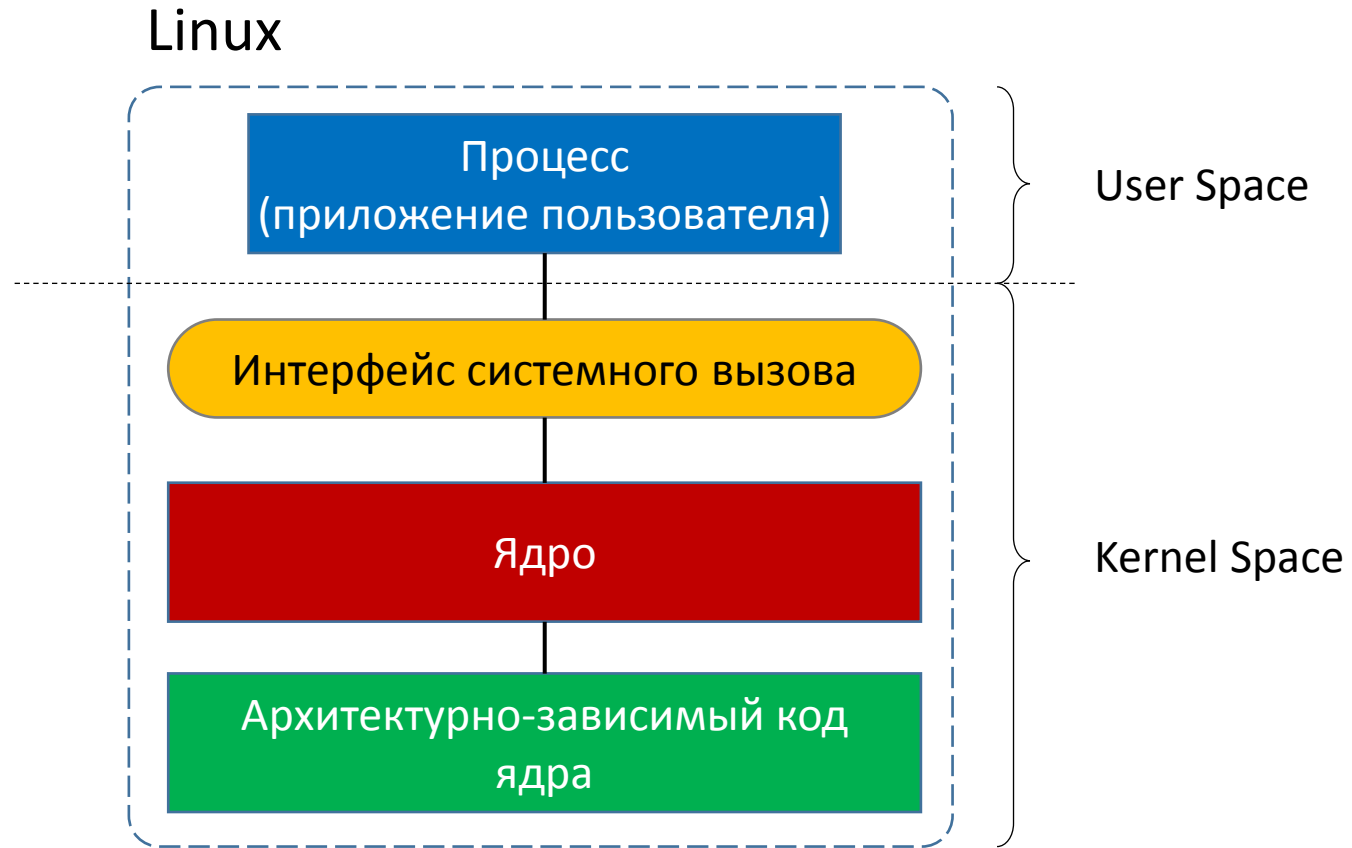 Linux
Процесс
(приложение пользователя)
User Space
Интерфейс системного вызова
Ядро
Kernel Space
Архитектурно-зависимый код
ядра